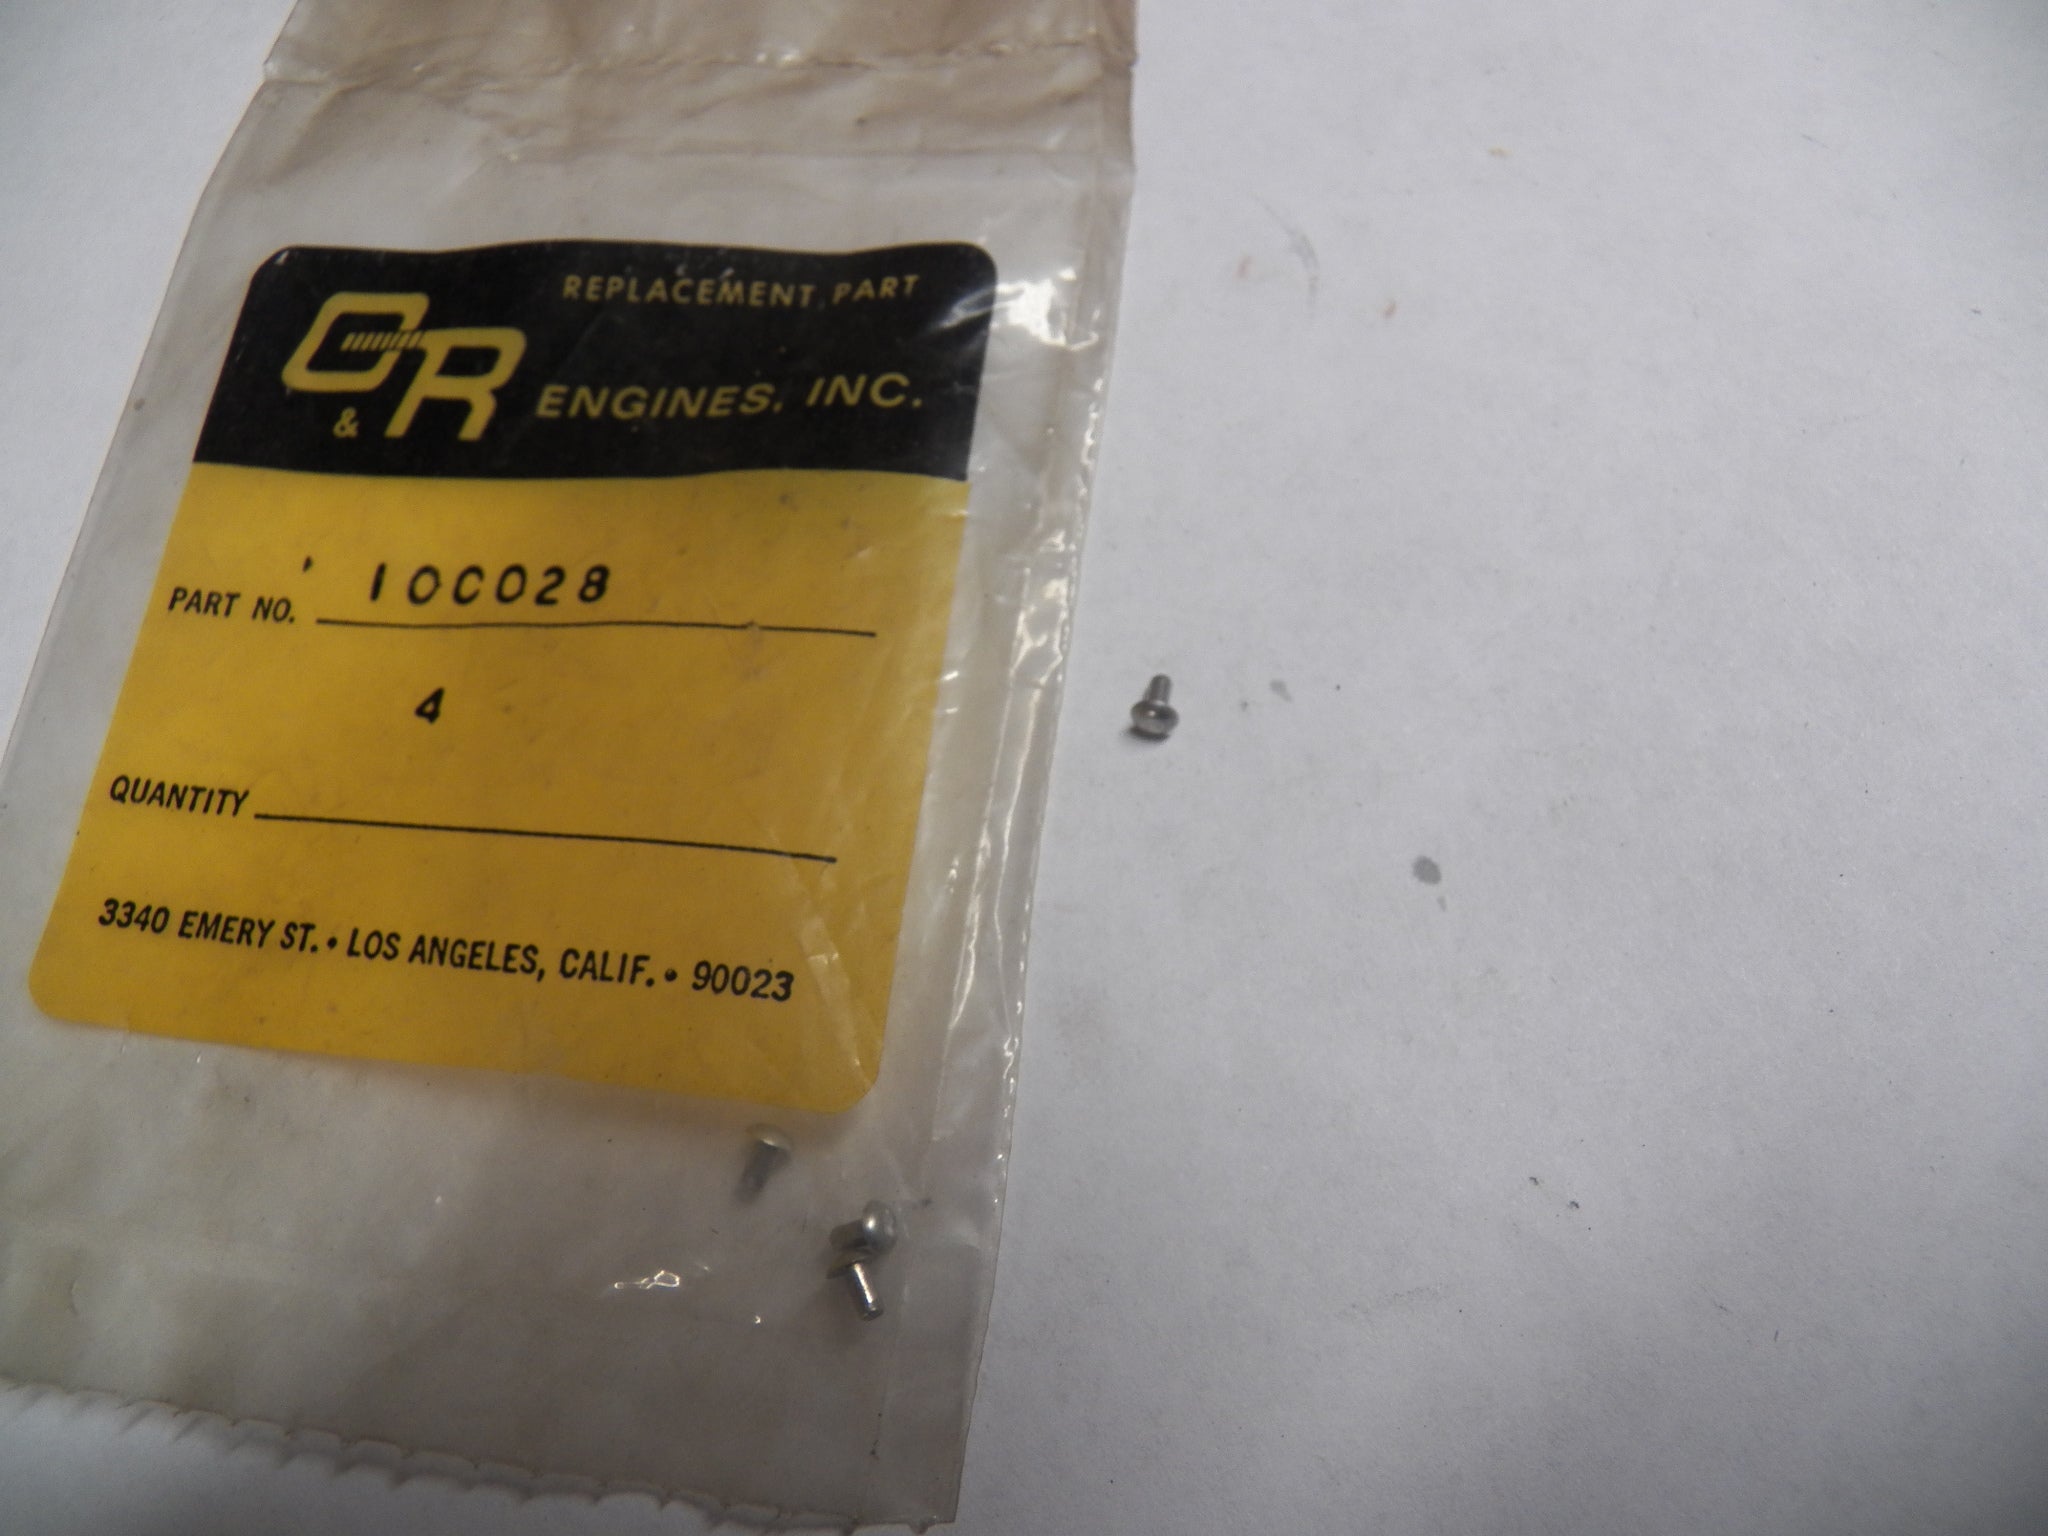 REPLACEMENT PART
O & R ENGINES, INC.
PART NO. 10C028
4
QUANTITY
3340 EMERY ST. • LOS ANGELES, CALIF. • 90023